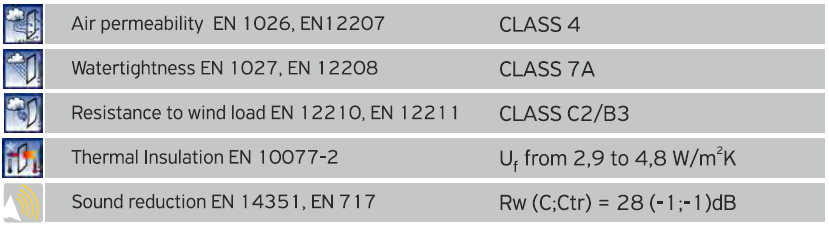 Air permeability EN 1026, EN12207 CLASS 4
Watertightness EN 1027, EN 12208 CLASS 7A
Resistance to wind load EN 12210, EN 12211 CLASS C2/B3
Thermal Insulation EN 10077-2 Uf from 2,9 to 4,8 W/m²K
Sound reduction EN 14351, EN 717 Rw (C;Ctr) = 28 (-1;-1)dB